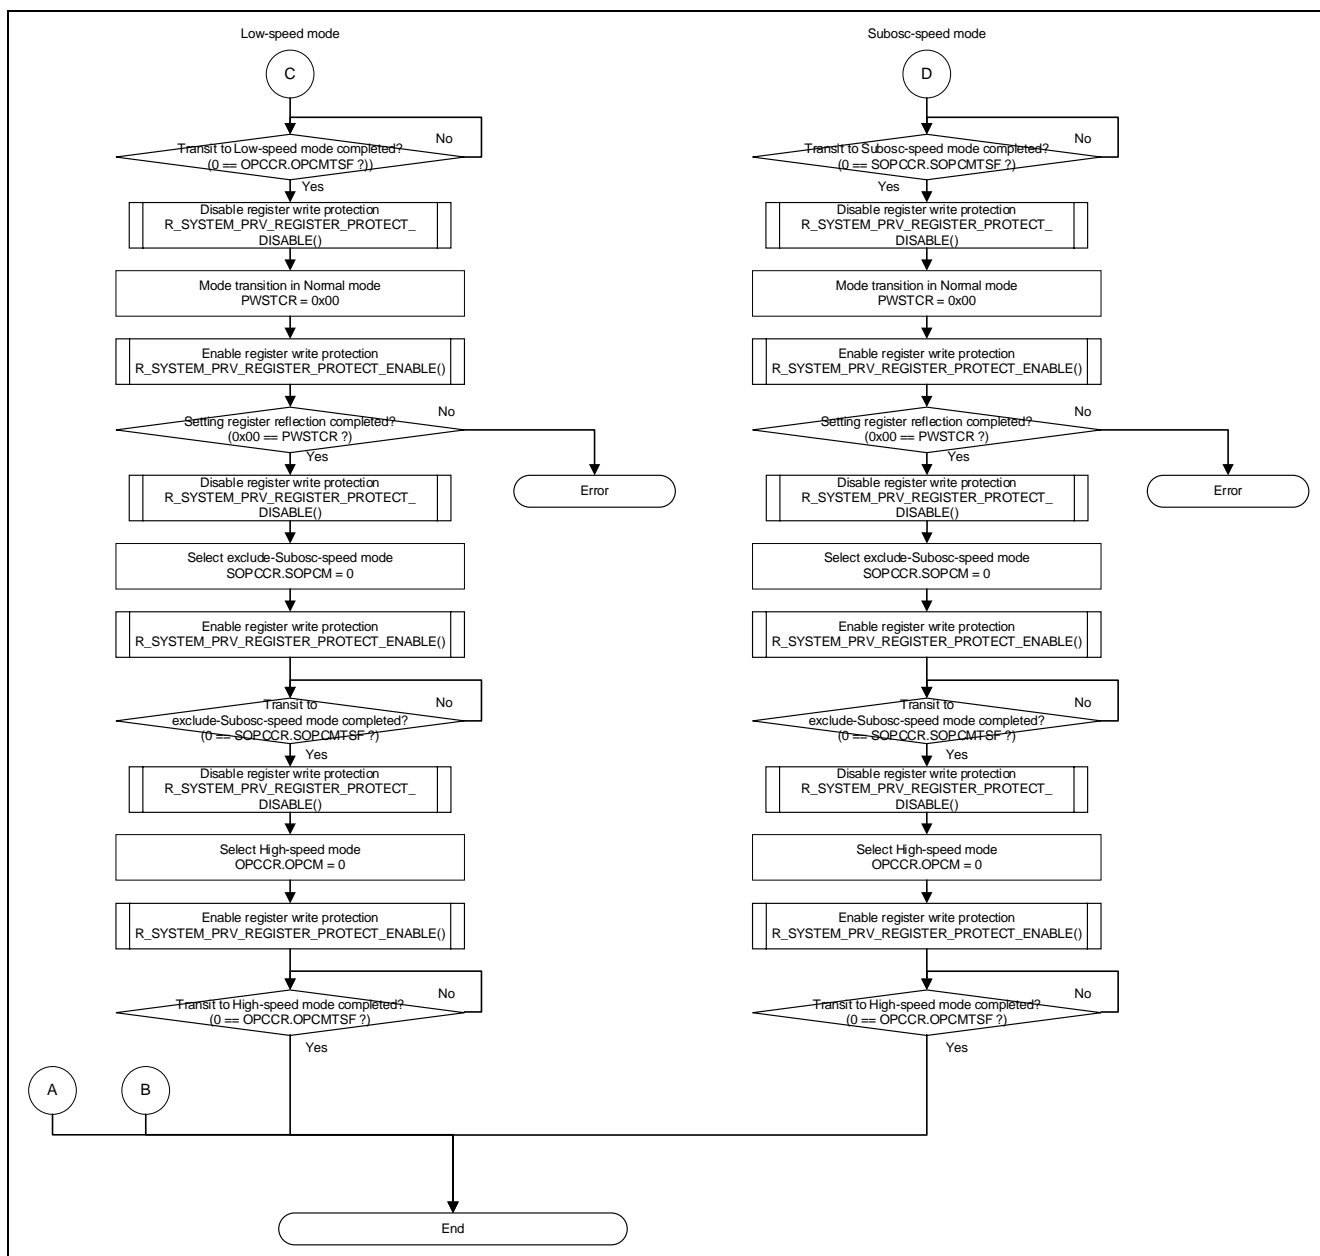 Low-speed mode
C
No
Transit to Low-speed mode completed?
(0 == OPCCR.OPCMTSF ?))
Yes
Disable register write protection
R_SYSTEM_PRV_REGISTER_PROTECT_
DISABLE()
Mode transition in Normal mode
PWSTCR = 0x00
Enable register write protection
R_SYSTEM_PRV_REGISTER_PROTECT_ENABLE()
No
Setting register reflection completed?
(0x00 == PWSTCR ?)
Yes
Error
Disable register write protection
R_SYSTEM_PRV_REGISTER_PROTECT_
DISABLE()
Select exclude-Subosc-speed mode
SOPCCR.SOPCM = 0
Enable register write protection
R_SYSTEM_PRV_REGISTER_PROTECT_ENABLE()
No
Transit to
exclude-Subosc-speed mode completed?
(0 == SOPCCR.SOPCMTSF ?)
Yes
Disable register write protection
R_SYSTEM_PRV_REGISTER_PROTECT_
DISABLE()
Select High-speed mode
OPCCR.OPCM = 0
Enable register write protection
R_SYSTEM_PRV_REGISTER_PROTECT_ENABLE()
No
Transit to High-speed mode completed?
(0 == OPCCR.OPCMTSF ?)
Yes
Subosc-speed mode
D
No
Transit to Subosc-speed mode completed?
(0 == SOPCCR.SOPCMTSF ?)
Yes
Disable register write protection
R_SYSTEM_PRV_REGISTER_PROTECT_
DISABLE()
Mode transition in Normal mode
PWSTCR = 0x00
Enable register write protection
R_SYSTEM_PRV_REGISTER_PROTECT_ENABLE()
No
Setting register reflection completed?
(0x00 == PWSTCR ?)
Yes
Error
Disable register write protection
R_SYSTEM_PRV_REGISTER_PROTECT_
DISABLE()
Select exclude-Subosc-speed mode
SOPCCR.SOPCM = 0
Enable register write protection
R_SYSTEM_PRV_REGISTER_PROTECT_ENABLE()
No
Transit to
exclude-Subosc-speed mode completed?
(0 == SOPCCR.SOPCMTSF ?)
Yes
Disable register write protection
R_SYSTEM_PRV_REGISTER_PROTECT_
DISABLE()
Select High-speed mode
OPCCR.OPCM = 0
Enable register write protection
R_SYSTEM_PRV_REGISTER_PROTECT_ENABLE()
No
Transit to High-speed mode completed?
(0 == OPCCR.OPCMTSF ?)
Yes
A
B
End